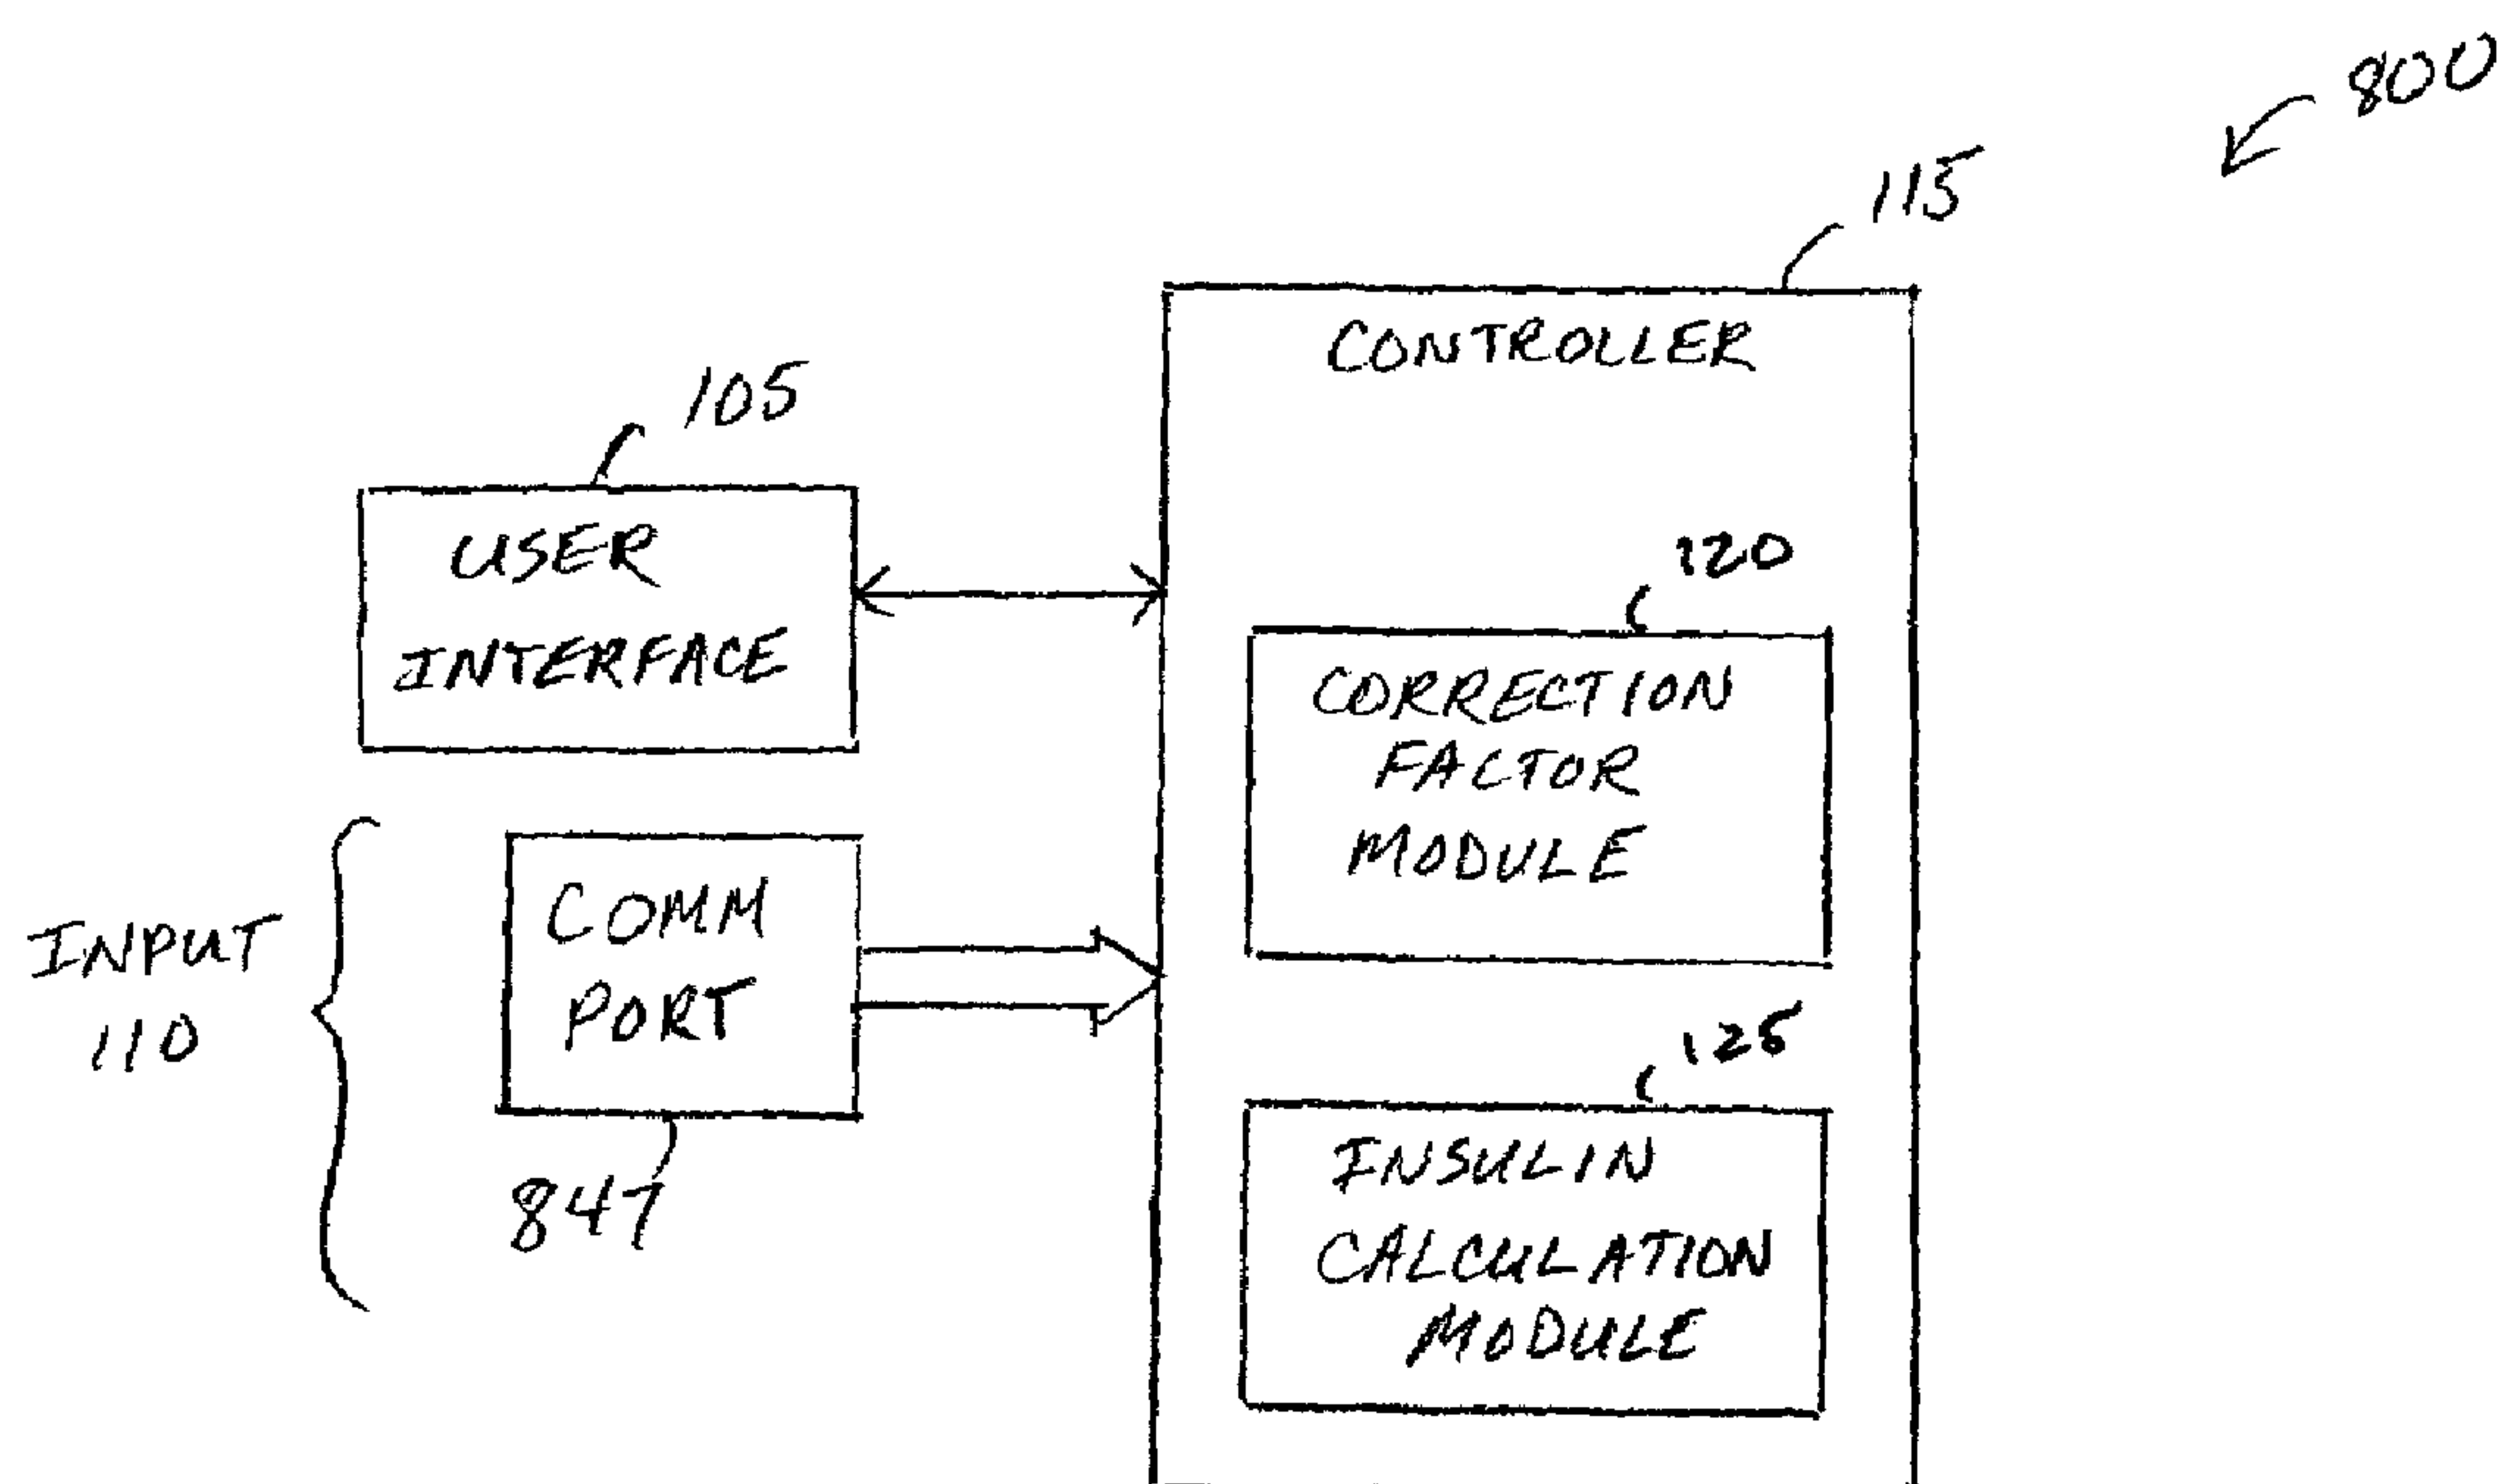 800
115
CONTROLLER
105
USER
INTERFACE
120
CORRECTION
FACTOR
MODULE
INPUT
110
COMM
PORT
847
125
INSULIN
CALCULATION
MODULE